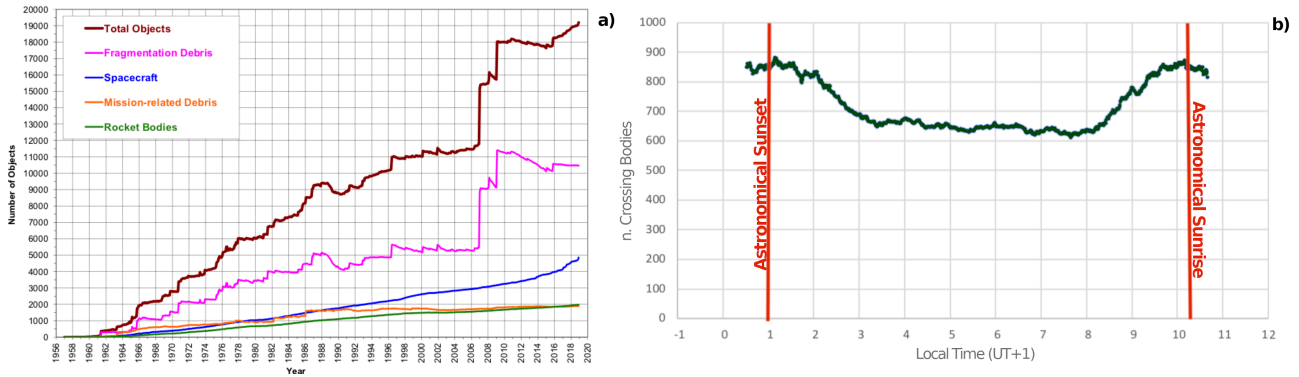 a)
20000
19000
18000
17000
16000
15000
14000
13000
12000
11000
10000
9000
8000
7000
6000
5000
4000
3000
2000
1000
0
Number of Objects
Total Objects
Fragmentation Debris
Spacecraft
Mission-related Debris
Rocket Bodies
1956 1958 1960 1962 1964 1966 1968 1970 1972 1974 1976 1978 1980 1982 1984 1986 1988 1990 1992 1994 1996 1998 2000 2002 2004 2006 2008 2010 2012 2014 2016 2018 2020
Year
b)
1000
900
800
700
600
500
400
300
200
100
0
n. Crossing Bodies
Astronomical Sunset
Astronomical Sunrise
-1 0 1 2 3 4 5 6 7 8 9 10 11 12
Local Time (UT+1)